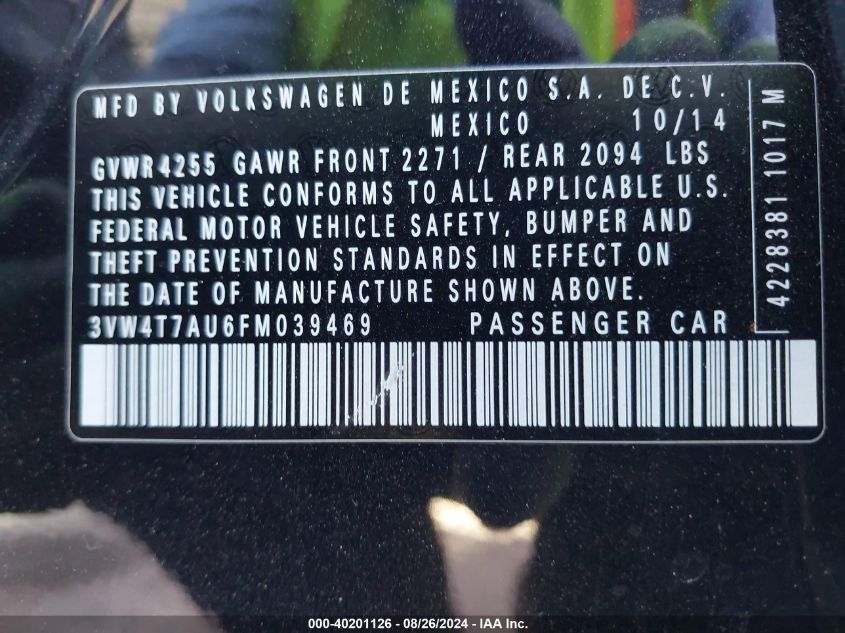 MFD BY VOLKSWAGEN DE MEXICO S.A. DE C.V.
MEXICO 10/14
GVWR4255 GAWR FRONT 2271 / REAR 2094 LBS
THIS VEHICLE CONFORMS TO ALL APPLICABLE U.S.
FEDERAL MOTOR VEHICLE SAFETY, BUMPER AND
THEFT PREVENTION STANDARDS IN EFFECT ON
THE DATE OF MANUFACTURE SHOWN ABOVE.
3VW4T7AU6FM039469 PASSENGER CAR
4228381 1017 M
000-40201126 - 08/26/2024 - IAA Inc.